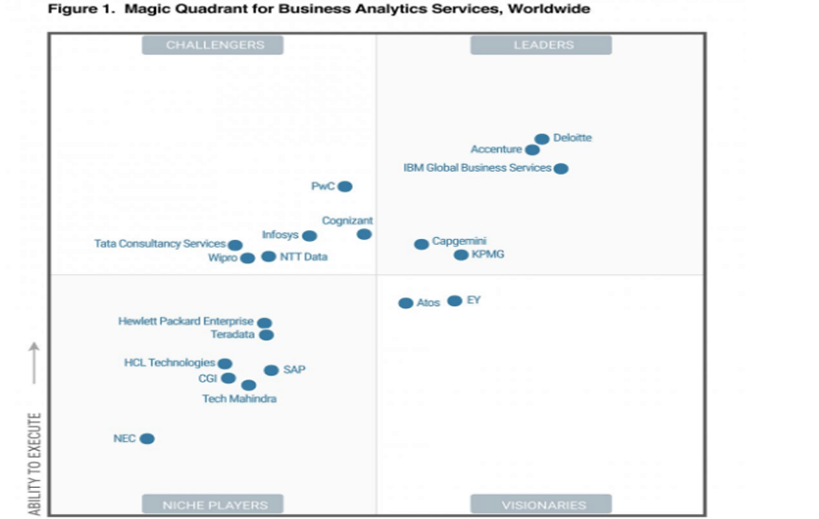 Figure 1. Magic Quadrant for Business Analytics Services, Worldwide
CHALLENGERS
LEADERS
Deloitte
Accenture
IBM Global Business Services
PwC
Cognizant
Infosys
Tata Consultancy Services
Wipro
NTT Data
Capgemini
KPMG
Atos
EY
Hewlett Packard Enterprise
Teradata
HCL Technologies
SAP
CGI
Tech Mahindra
NEC
ABILITY TO EXECUTE
NICHE PLAYERS
VISIONARIES